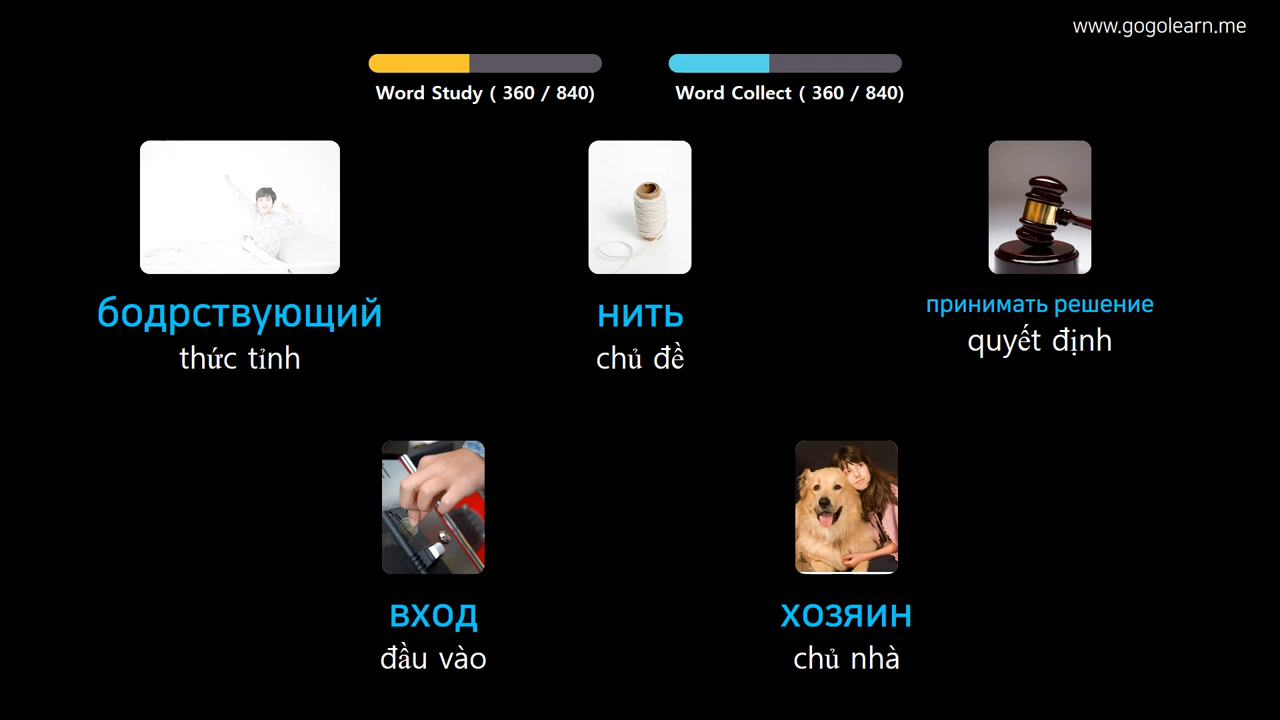 www.gogolearn.me
Word Study ( 360 / 840)
Word Collect ( 360 / 840)
бодрствующий
thức tỉnh
нить
chủ đề
принимать решение
quyết định
вход
đầu vào
хозяин
chủ nhà